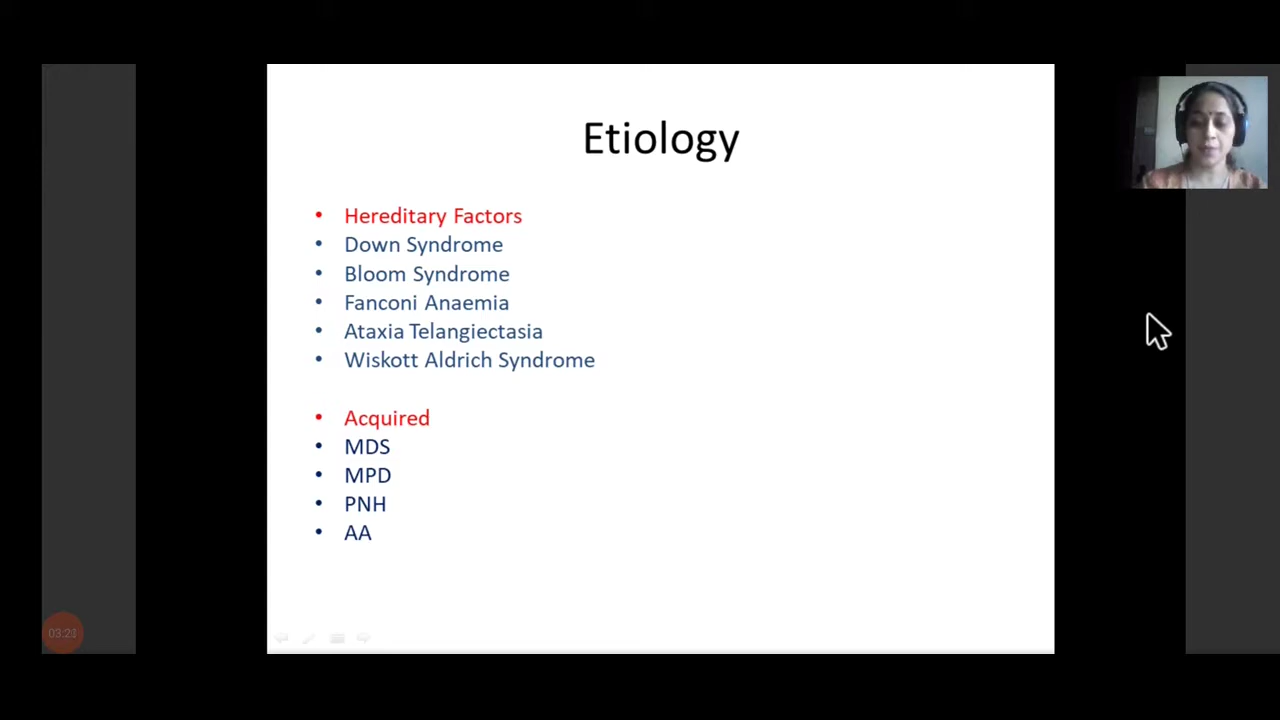 Etiology
• Hereditary Factors
• Down Syndrome
• Bloom Syndrome
• Fanconi Anaemia
• Ataxia Telangiectasia
• Wiskott Aldrich Syndrome
• Acquired
• MDS
• MPD
• PNH
• AA